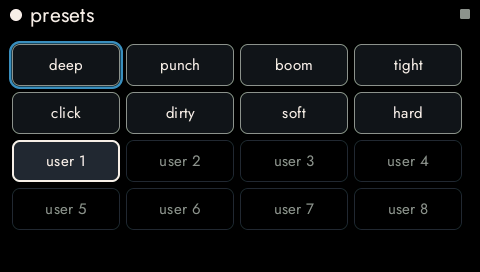 presets
deep punch boom tight
click dirty soft hard
user 1 user 2 user 3 user 4
user 5 user 6 user 7 user 8